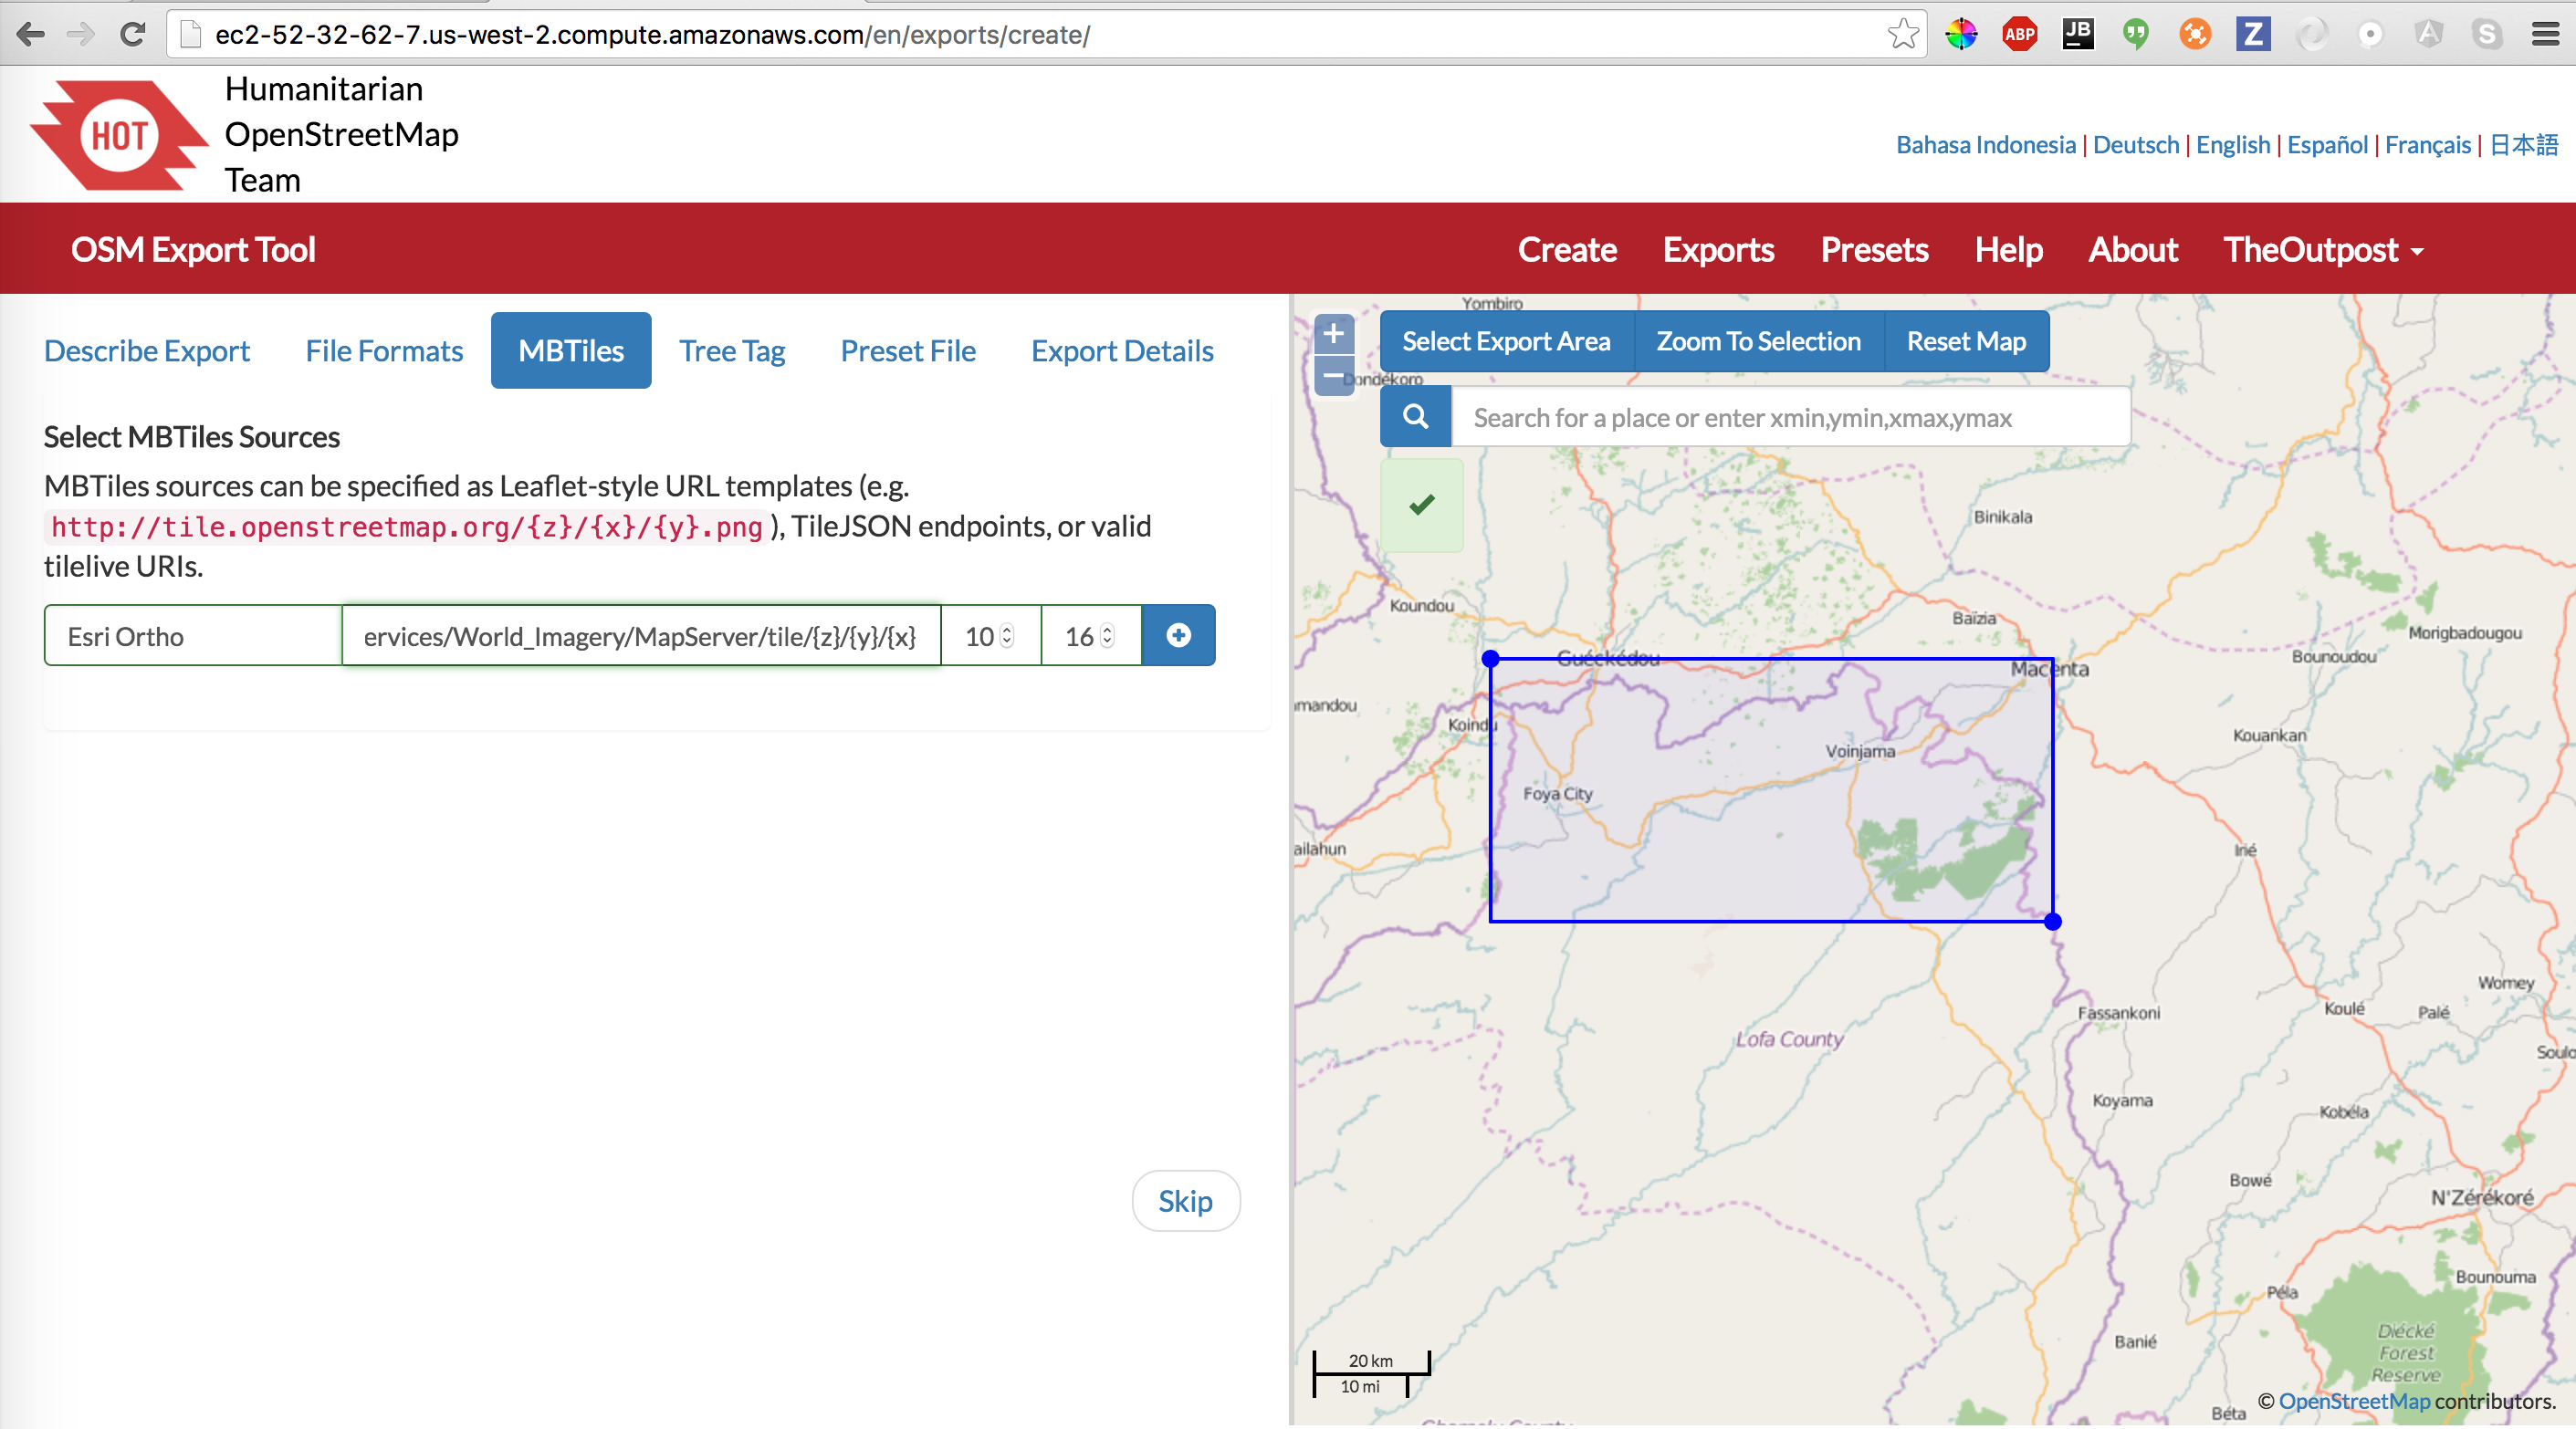 ec2-52-32-62-7.us-west-2.compute.amazonaws.com/en/exports/create/
ABP
JB
Z
A
S
HOT
Humanitarian
OpenStreetMap
Team
Bahasa Indonesia | Deutsch | English | Español | Français | 日本語
OSM Export Tool
Create Exports Presets Help About TheOutpost
Describe Export File Formats MBTiles Tree Tag Preset File Export Details
Select MBTiles Sources
MBTiles sources can be specified as Leaflet-style URL templates (e.g.
http://tile.openstreetmap.org/{z}/{x}/{y}.png ), TileJSON endpoints, or valid
tilelive URIs.
Esri Ortho ervices/World_Imagery/MapServer/tile/{z}/{y}/{x} 10 16
Skip
Yombiro
+
Select Export Area Zoom To Selection Reset Map
−
Dondékoro
Search for a place or enter xmin,ymin,xmax,ymax
Binikala
Koundou
Baïzia
Morigbadougou
Guéckédou
Bounoudou
Macenta
mandou
Koindu
Kouankan
Voinjama
Foya City
ailahun
Irié
Womey
Fassankoni
Koulé
Palé
Lofa County
Soulo
Koyama
Kobéla
Bowé
N'Zérékoré
Bounouma
Péla
Diécké
Forest
Reserve
Banié
20 km
10 mi
© OpenStreetMap contributors.
Béta